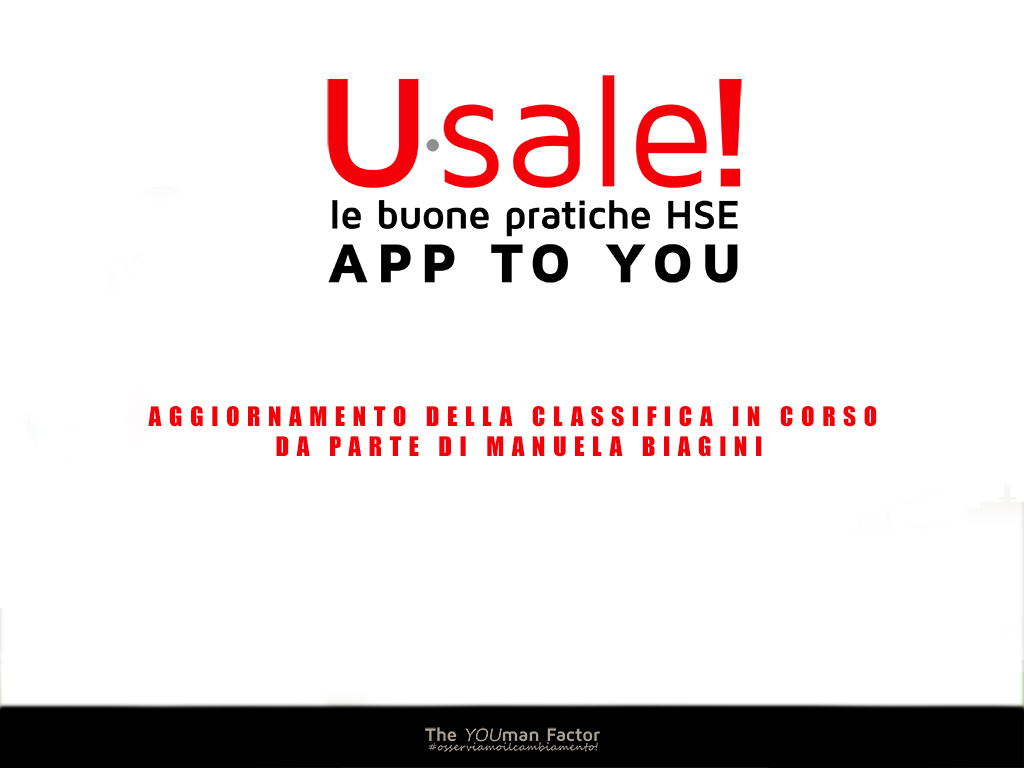 U·sale!
le buone pratiche HSE
APP TO YOU
AGGIORNAMENTO DELLA CLASSIFICA IN CORSO
DA PARTE DI MANUELA BIAGINI
The YOUman Factor
#osserviamoilcambiamento!